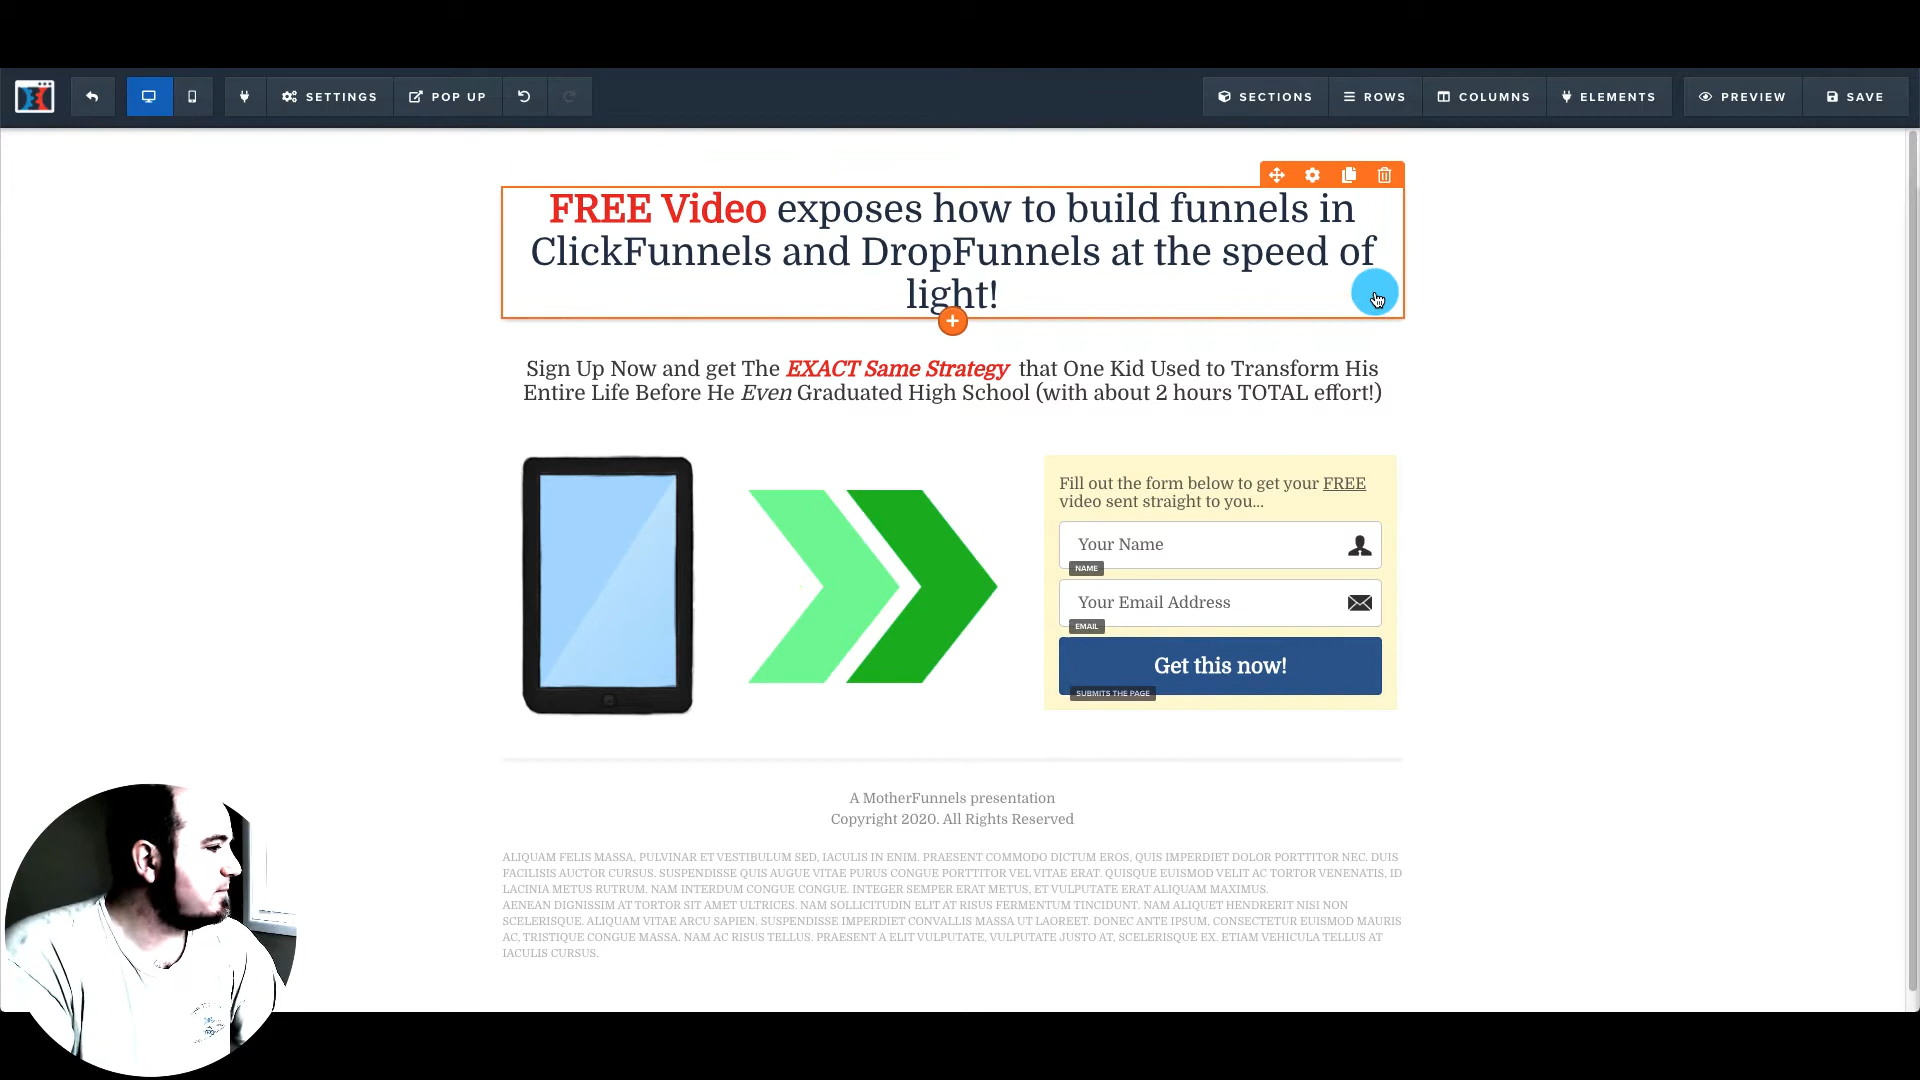 SETTINGS
POP UP
SECTIONS
ROWS
COLUMNS
ELEMENTS
PREVIEW
SAVE
FREE Video exposes how to build funnels in
ClickFunnels and DropFunnels at the speed of
light!
Sign Up Now and get The EXACT Same Strategy that One Kid Used to Transform His
Entire Life Before He Even Graduated High School (with about 2 hours TOTAL effort!)
Fill out the form below to get your FREE
video sent straight to you...
Your Name
NAME
Your Email Address
EMAIL
Get this now!
SUBMITS THE PAGE
A MotherFunnels presentation
Copyright 2020. All Rights Reserved
ALIQUAM FELIS MASSA, PULVINAR ET VESTIBULUM SED, IACULIS IN ENIM. PRAESENT COMMODO DICTUM EROS, QUIS IMPERDIET DOLOR PORTTITOR NEC. DUIS
FACILISIS AUCTOR CURSUS. SUSPENDISSE QUIS AUGUE VITAE PURUS CONGUE PORTTITOR VEL VITAE ERAT. QUISQUE EUISMOD VELIT AC TORTOR VENENATIS, ID
LACINIA METUS RUTRUM. NAM INTERDUM CONGUE CONGUE. INTEGER SEMPER ERAT METUS, ET VULPUTATE ERAT ALIQUAM MAXIMUS.
AENEAN DIGNISSIM AT TORTOR SIT AMET ULTRICES. NAM SOLLICITUDIN ELIT AT RISUS FERMENTUM TINCIDUNT. NAM ALIQUET HENDRERIT NISI NON
SCELERISQUE. ALIQUAM VITAE ARCU SAPIEN. SUSPENDISSE IMPERDIET CONVALLIS MASSA UT LAOREET. DONEC ANTE IPSUM, CONSECTETUR EUISMOD MAURIS
AC, TRISTIQUE CONGUE MASSA. NAM AC RISUS TELLUS. PRAESENT A ELIT VULPUTATE, VULPUTATE JUSTO AT, SCELERISQUE EX. ETIAM VEHICULA TELLUS AT
IACULIS CURSUS.